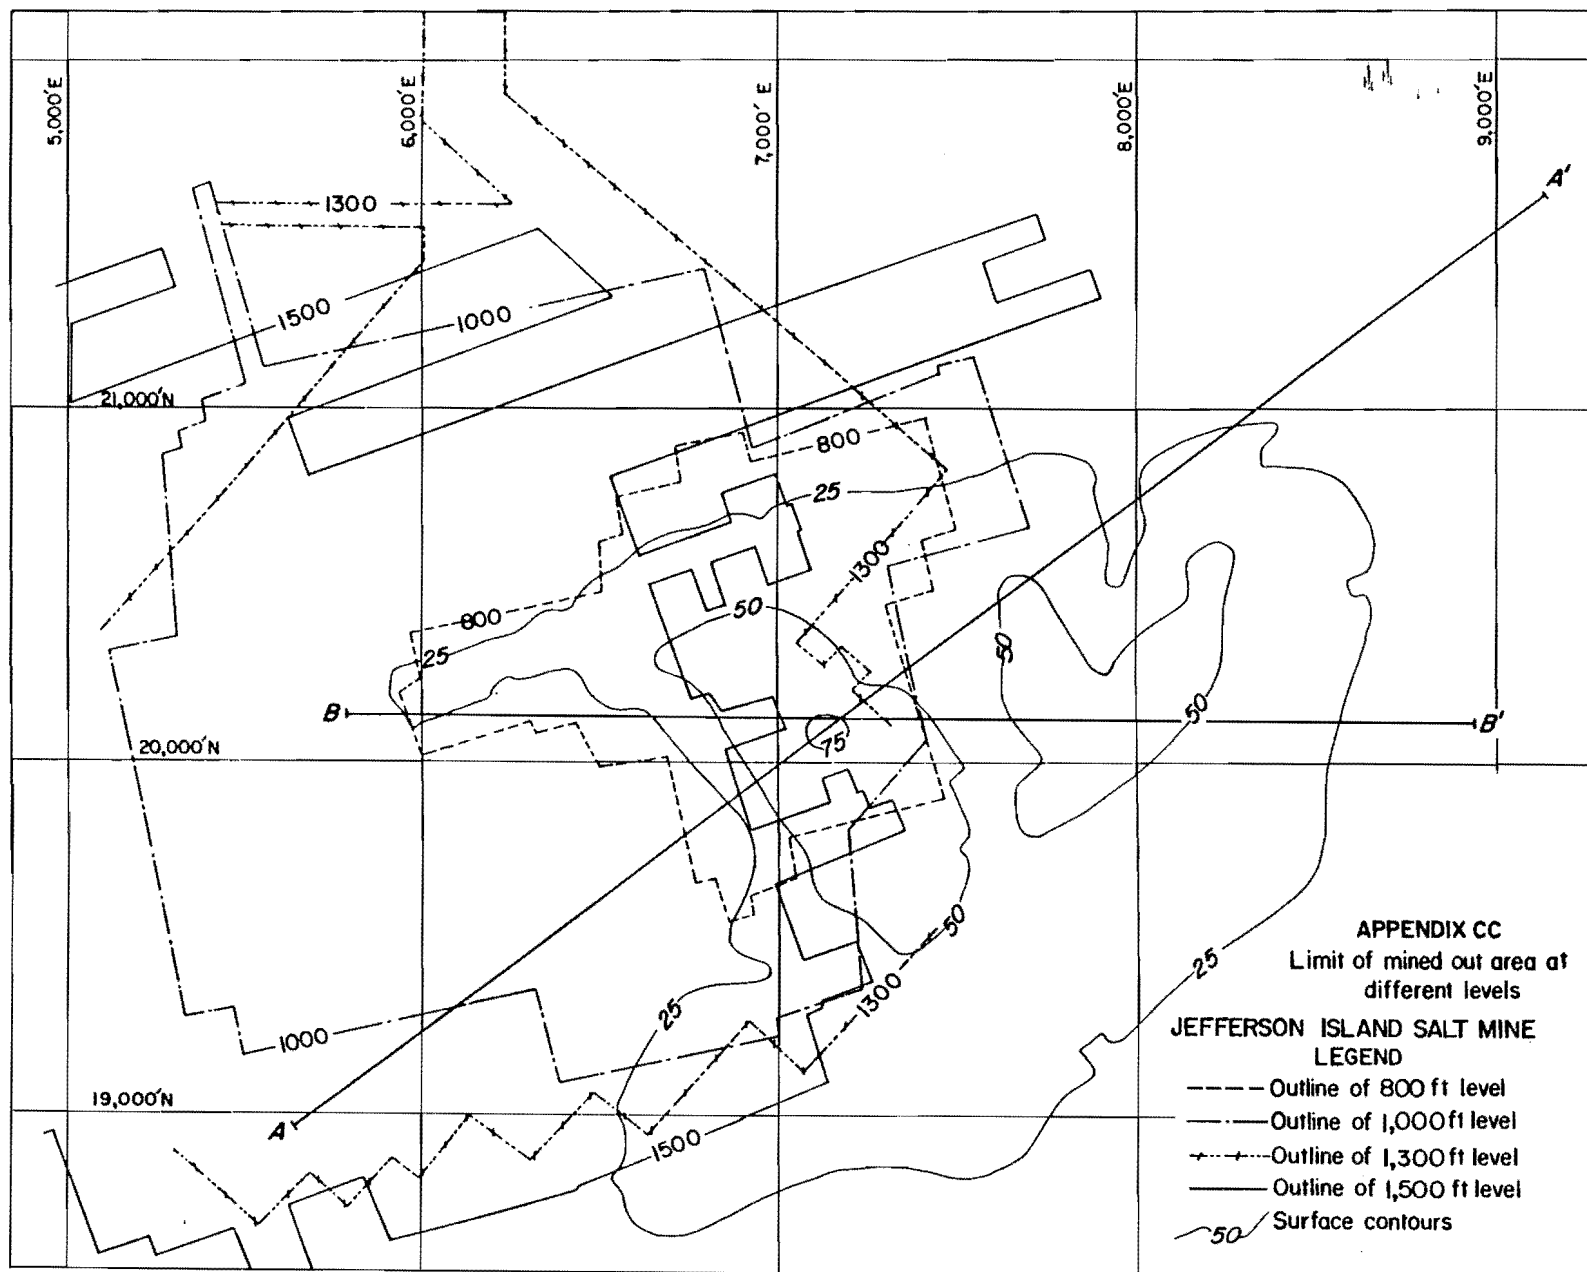 5,000'E
6,000'E
7,000' E
8,000'E
9,000'E
A'
1300
1500
1000
21,000'N
800
25
1300
50
800
25
50
B
75
50
B'
20,000'N
50
25
25
1300
1000
19,000'N
A
1500
APPENDIX CC
Limit of mined out area at
different levels
JEFFERSON ISLAND SALT MINE
LEGEND
Outline of 800 ft level
Outline of 1,000 ft level
Outline of 1,300 ft level
Outline of 1,500 ft level
50 Surface contours